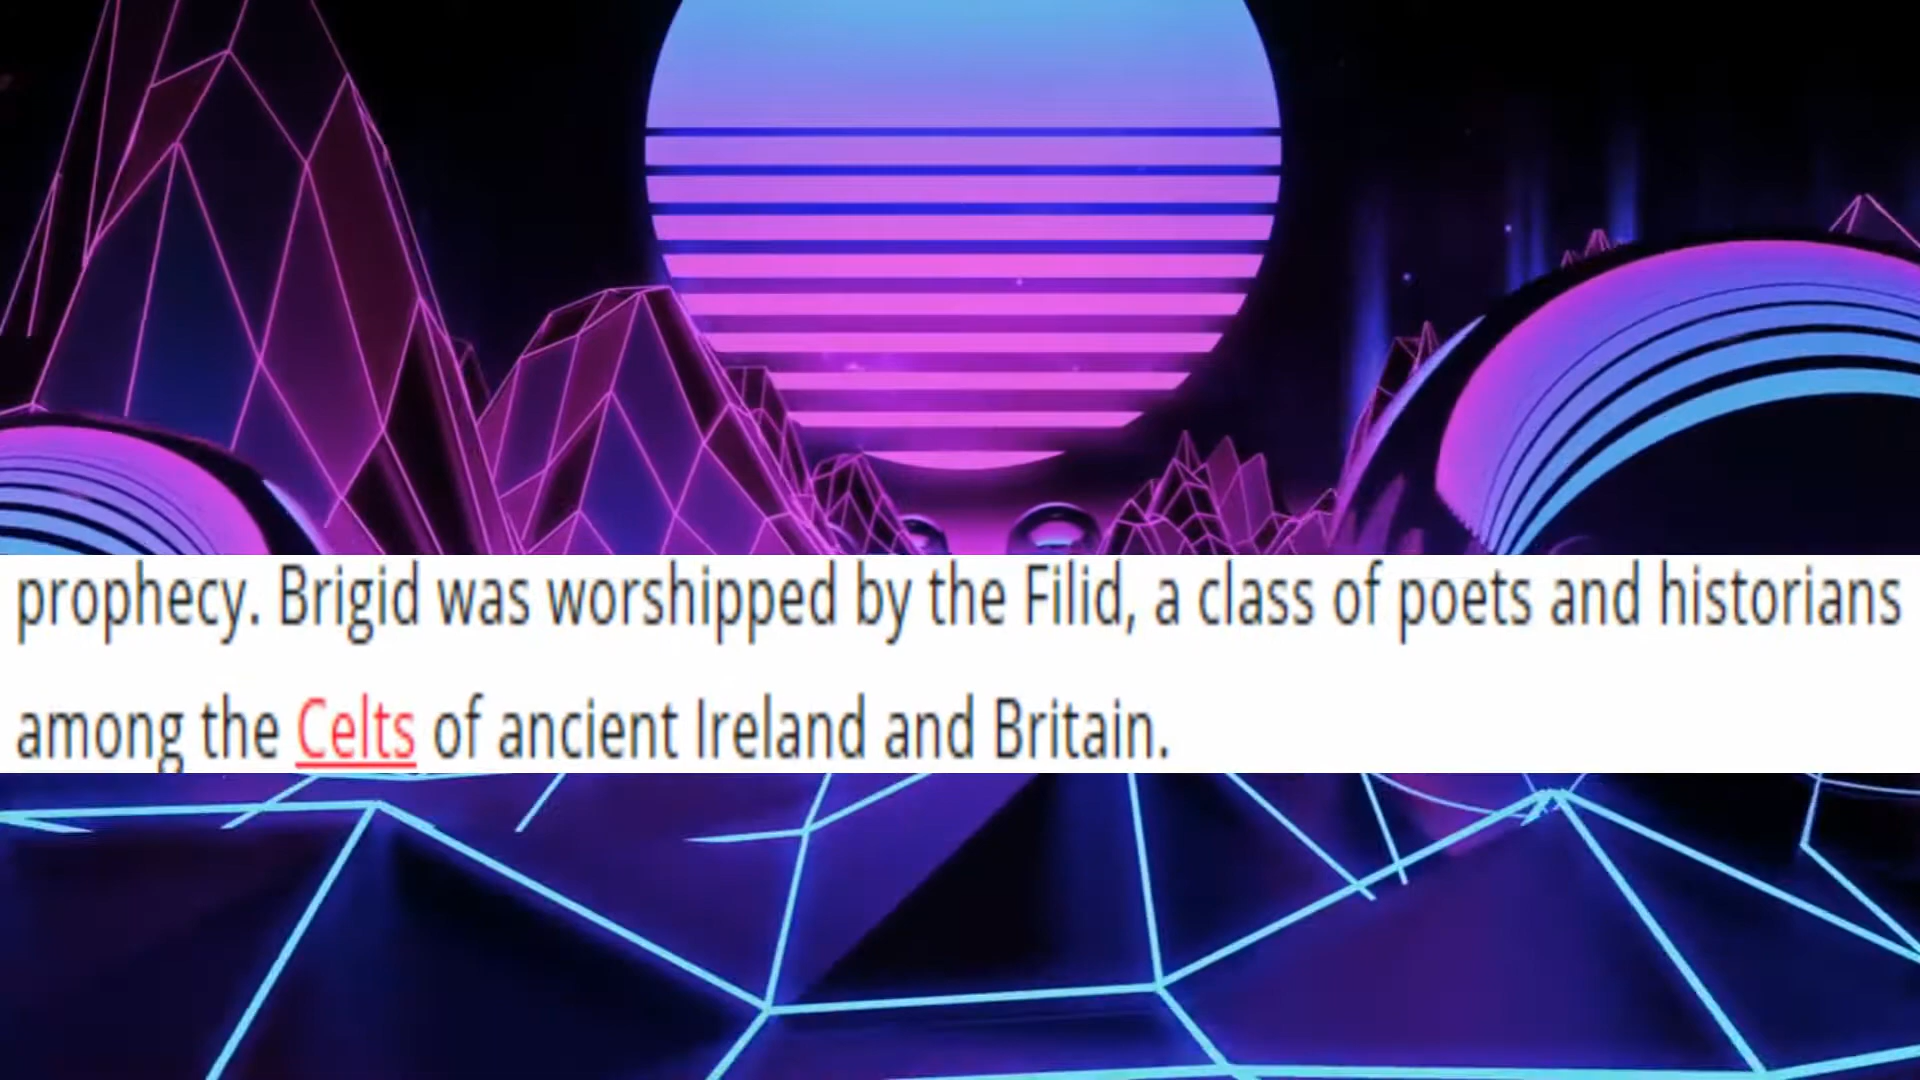 prophecy. Brigid was worshipped by the Filid, a class of poets and historians
among the Celts of ancient Ireland and Britain.